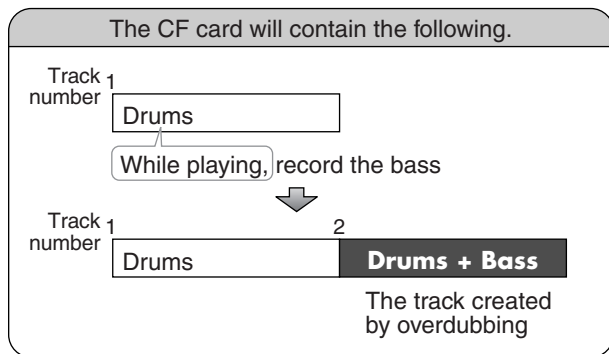 The CF card will contain the following.
Track number 1
Drums
While playing, record the bass
Track number 1 2
Drums Drums + Bass
The track created
by overdubbing